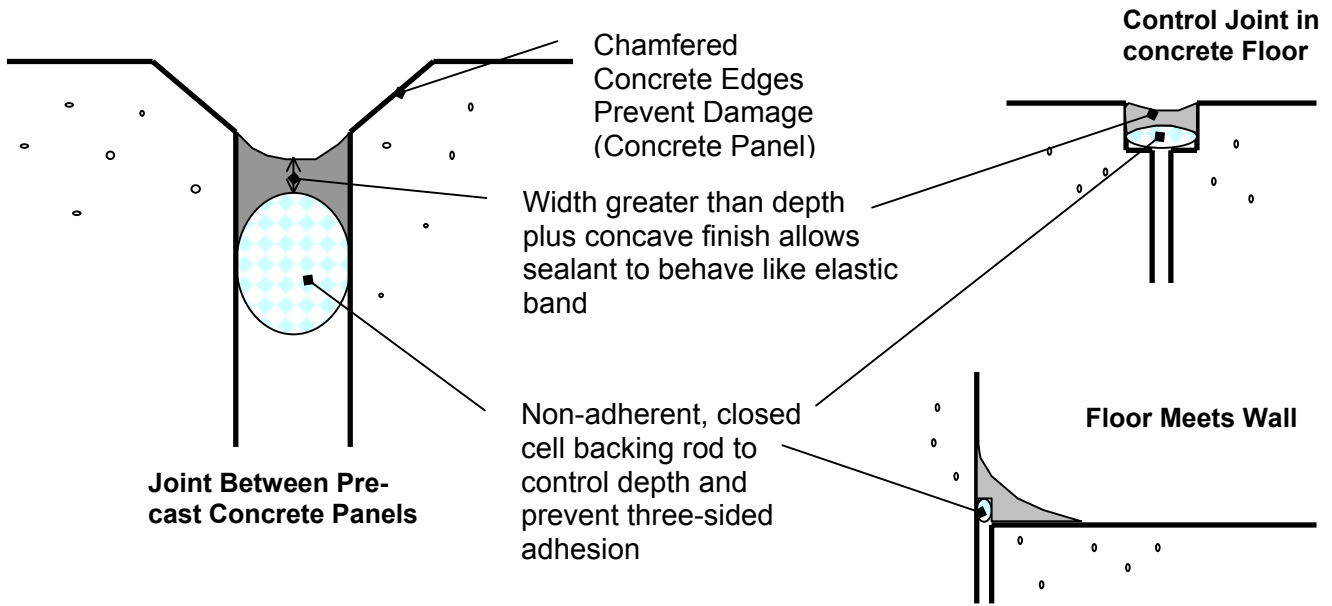 Control Joint in
concrete Floor
Chamfered
Concrete Edges
Prevent Damage
(Concrete Panel)
Width greater than depth
plus concave finish allows
sealant to behave like elastic
band
Non-adherent, closed
cell backing rod to
control depth and
prevent three-sided
adhesion
Floor Meets Wall
Joint Between Pre-
cast Concrete Panels